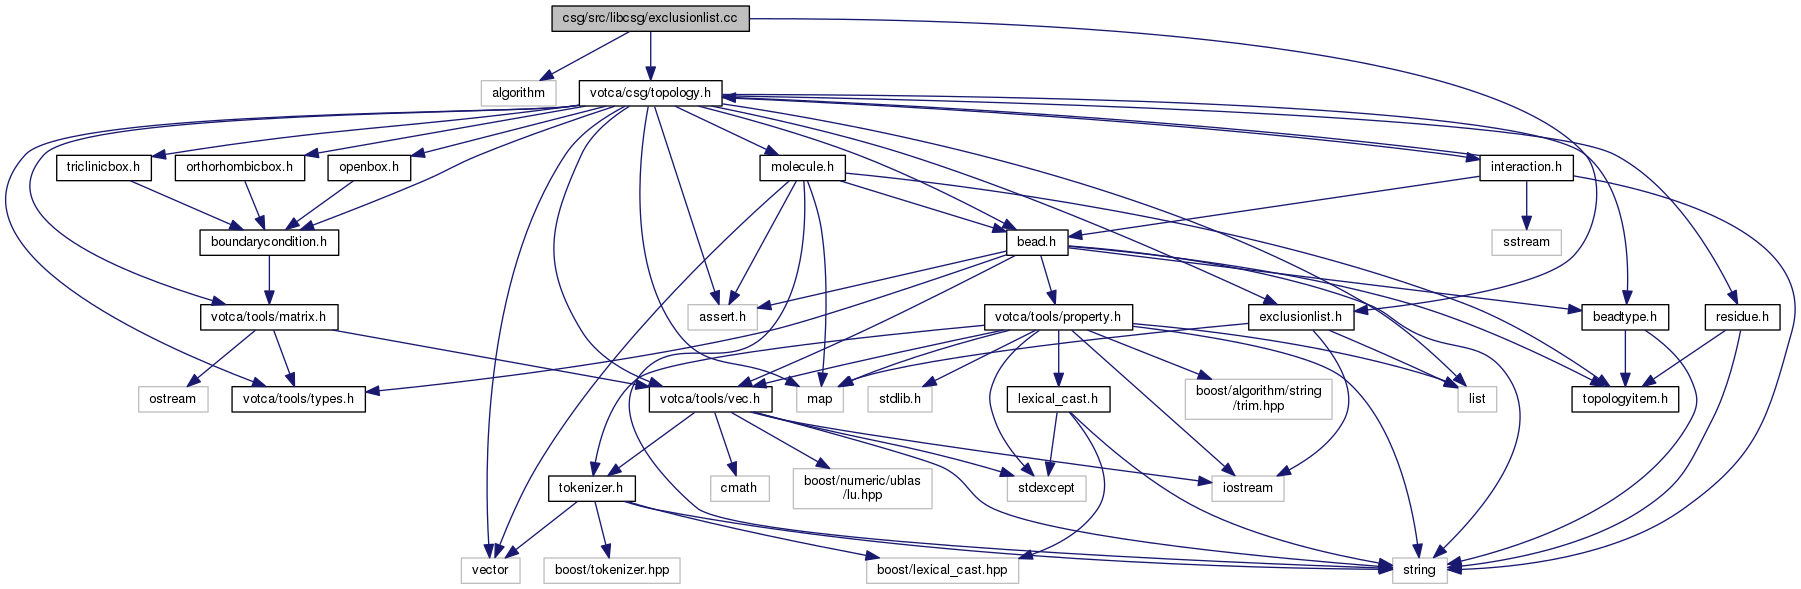 csg/src/libcsg/exclusionlist.cc
algorithm
votca/csg/topology.h
triclinicbox.h
orthorhombicbox.h
openbox.h
molecule.h
interaction.h
boundarycondition.h
bead.h
sstream
votca/tools/matrix.h
assert.h
votca/tools/property.h
exclusionlist.h
beadtype.h
residue.h
ostream
votca/tools/types.h
votca/tools/vec.h
map
stdlib.h
lexical_cast.h
boost/algorithm/string
/trim.hpp
list
topologyitem.h
tokenizer.h
cmath
boost/numeric/ublas
/lu.hpp
stdexcept
iostream
vector
boost/tokenizer.hpp
boost/lexical_cast.hpp
string